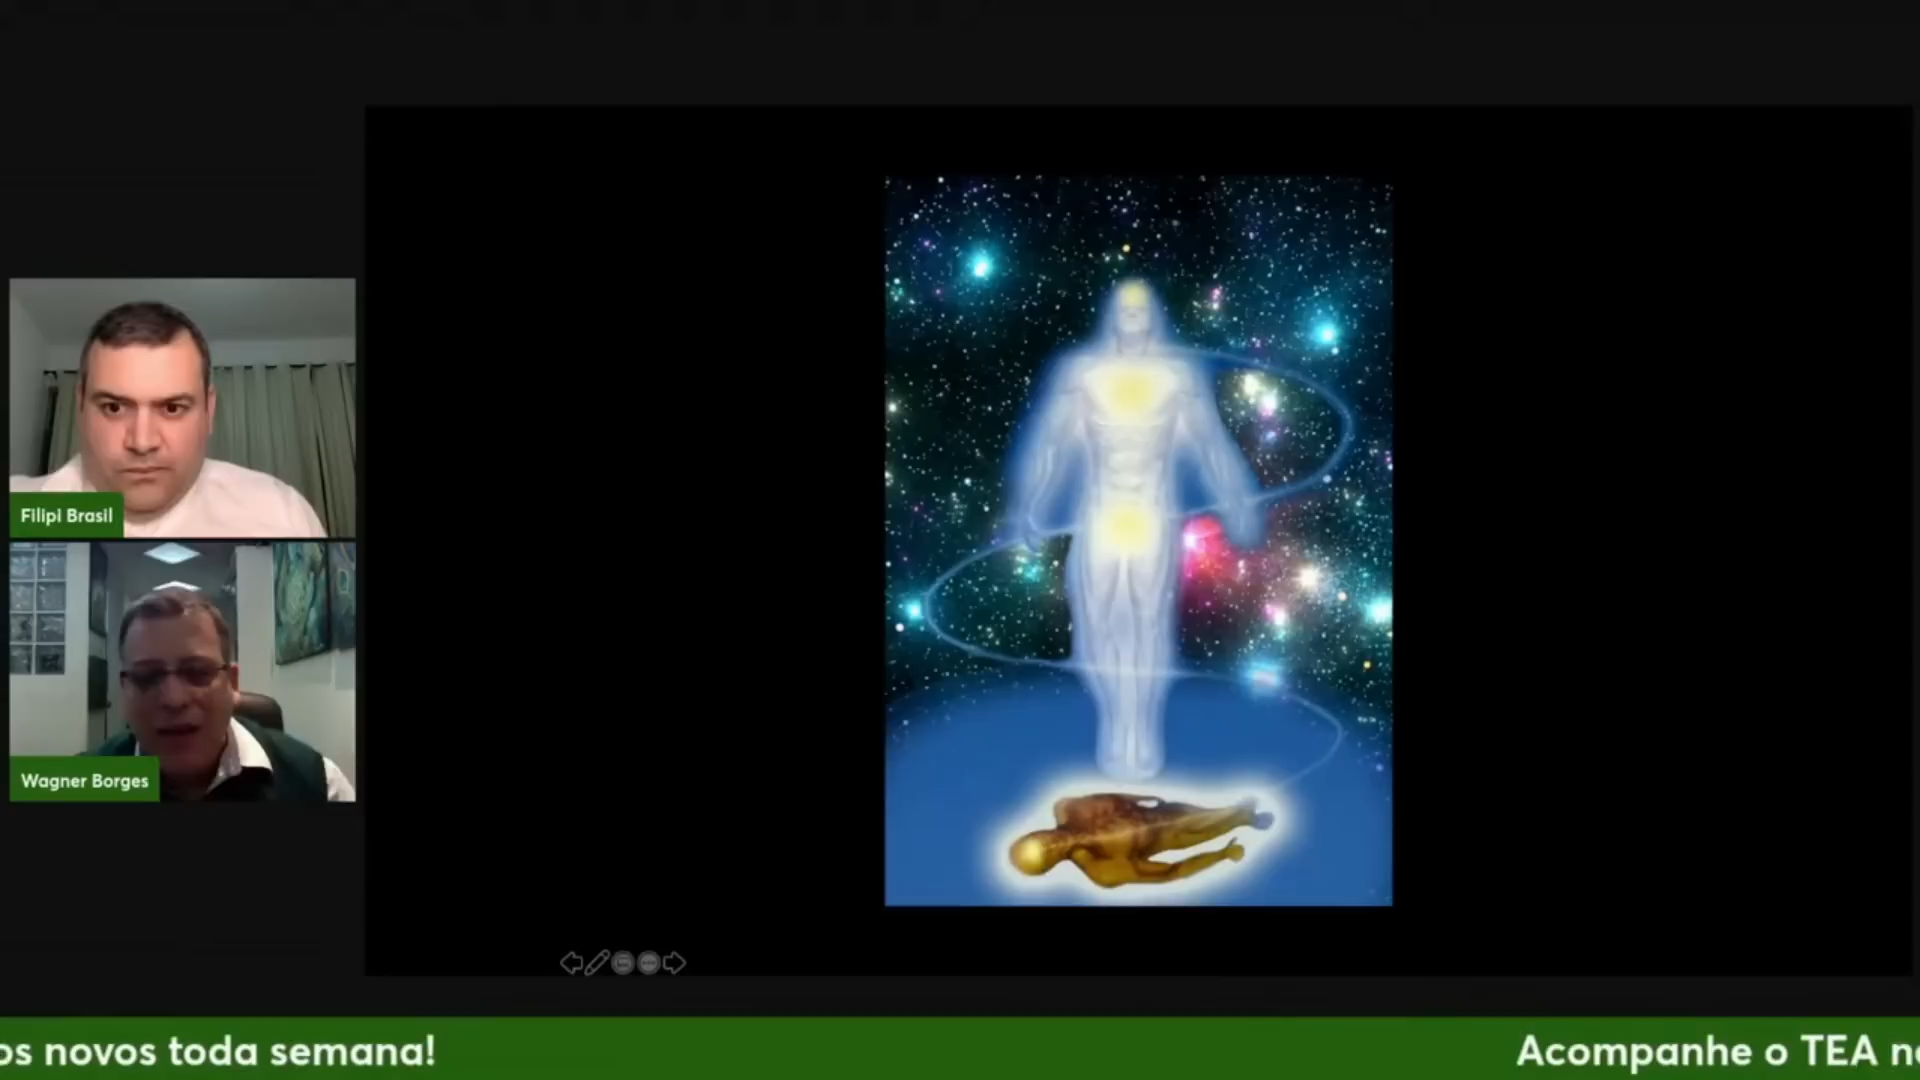 Filipi Brasil
Wagner Borges
os novos toda semana!
Acompanhe o TEA